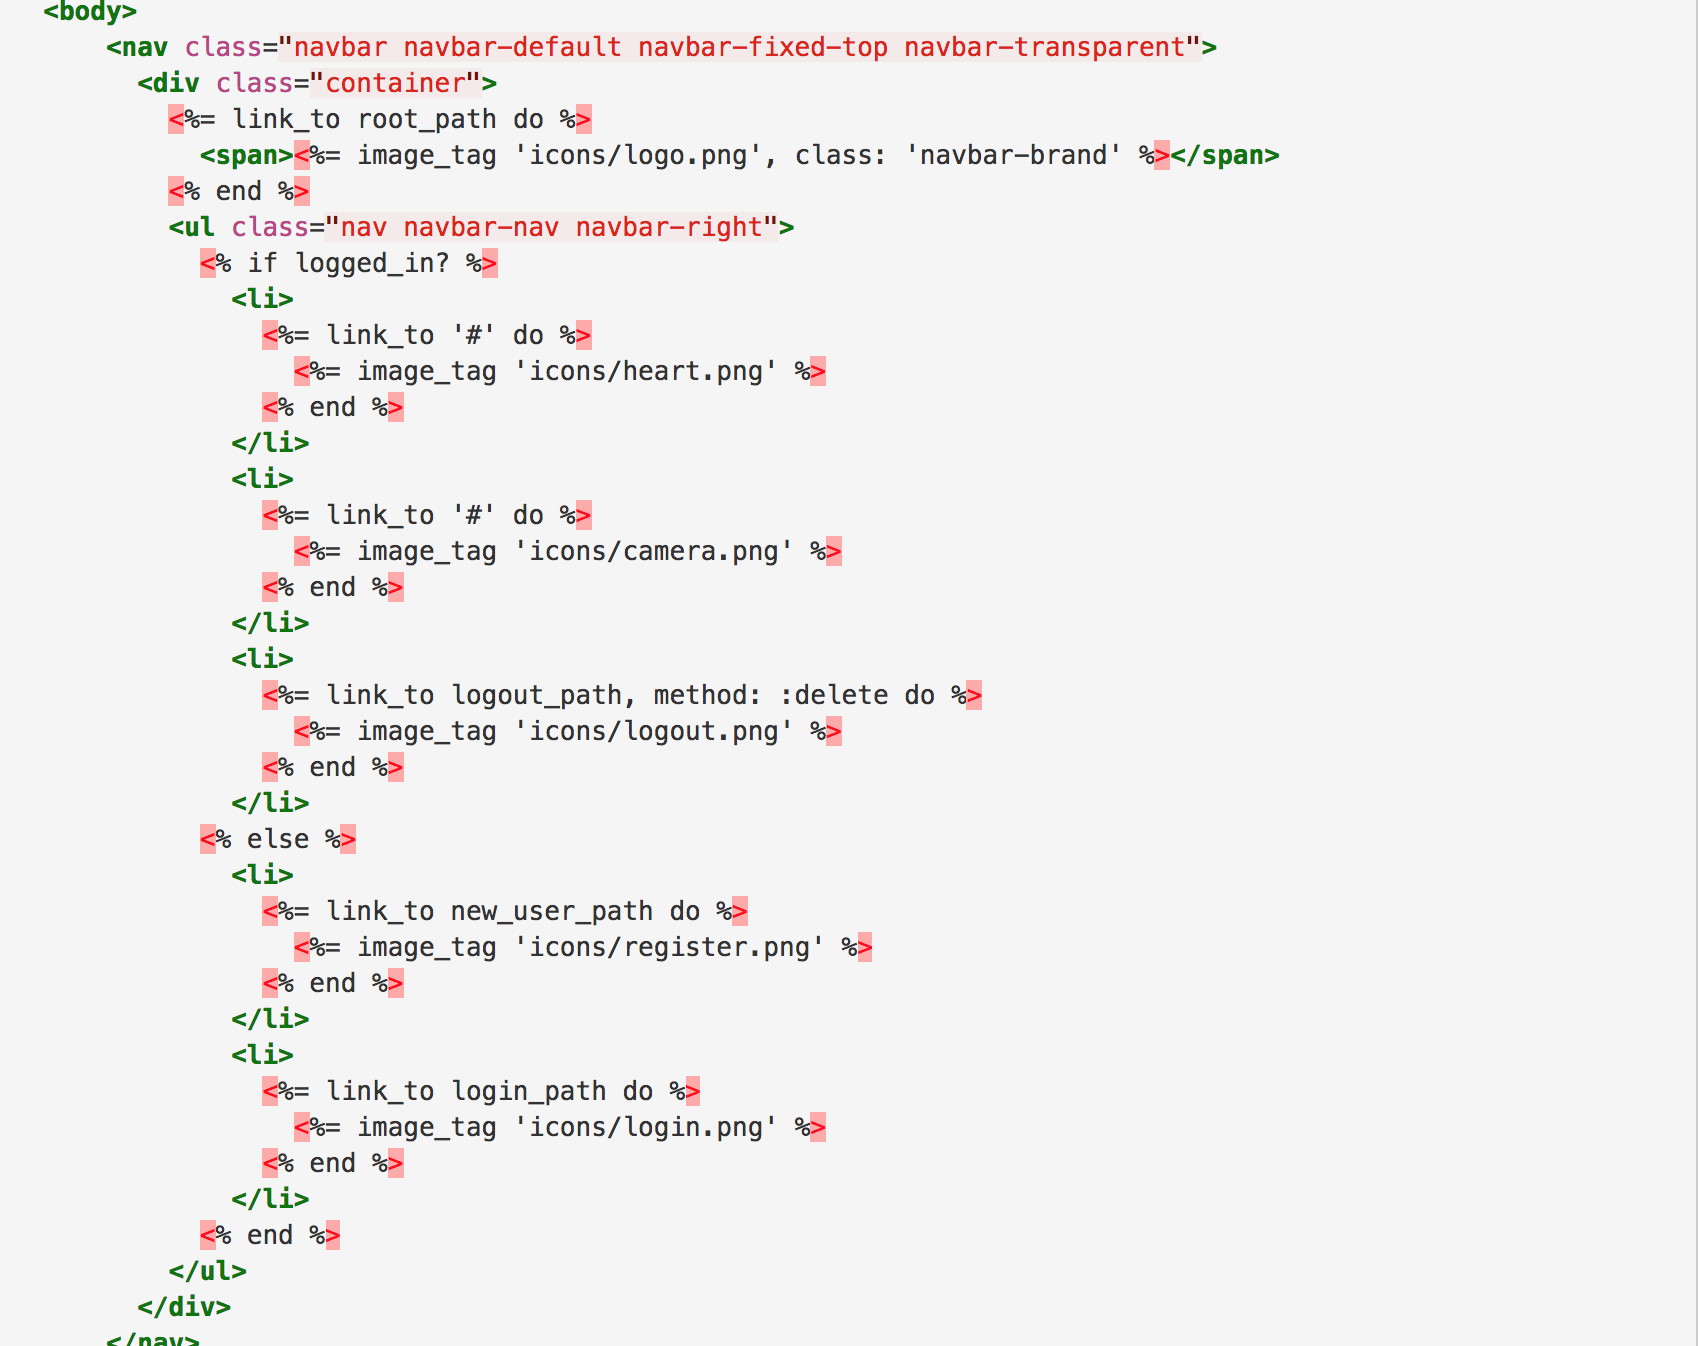 <body>
    <nav class="navbar navbar-default navbar-fixed-top navbar-transparent">
      <div class="container">
        <%= link_to root_path do %>
          <span><%= image_tag 'icons/logo.png', class: 'navbar-brand' %></span>
        <% end %>
        <ul class="nav navbar-nav navbar-right">
          <% if logged_in? %>
            <li>
              <%= link_to '#' do %>
                <%= image_tag 'icons/heart.png' %>
              <% end %>
            </li>
            <li>
              <%= link_to '#' do %>
                <%= image_tag 'icons/camera.png' %>
              <% end %>
            </li>
            <li>
              <%= link_to logout_path, method: :delete do %>
                <%= image_tag 'icons/logout.png' %>
              <% end %>
            </li>
          <% else %>
            <li>
              <%= link_to new_user_path do %>
                <%= image_tag 'icons/register.png' %>
              <% end %>
            </li>
            <li>
              <%= link_to login_path do %>
                <%= image_tag 'icons/login.png' %>
              <% end %>
            </li>
          <% end %>
        </ul>
      </div>
    </nav>